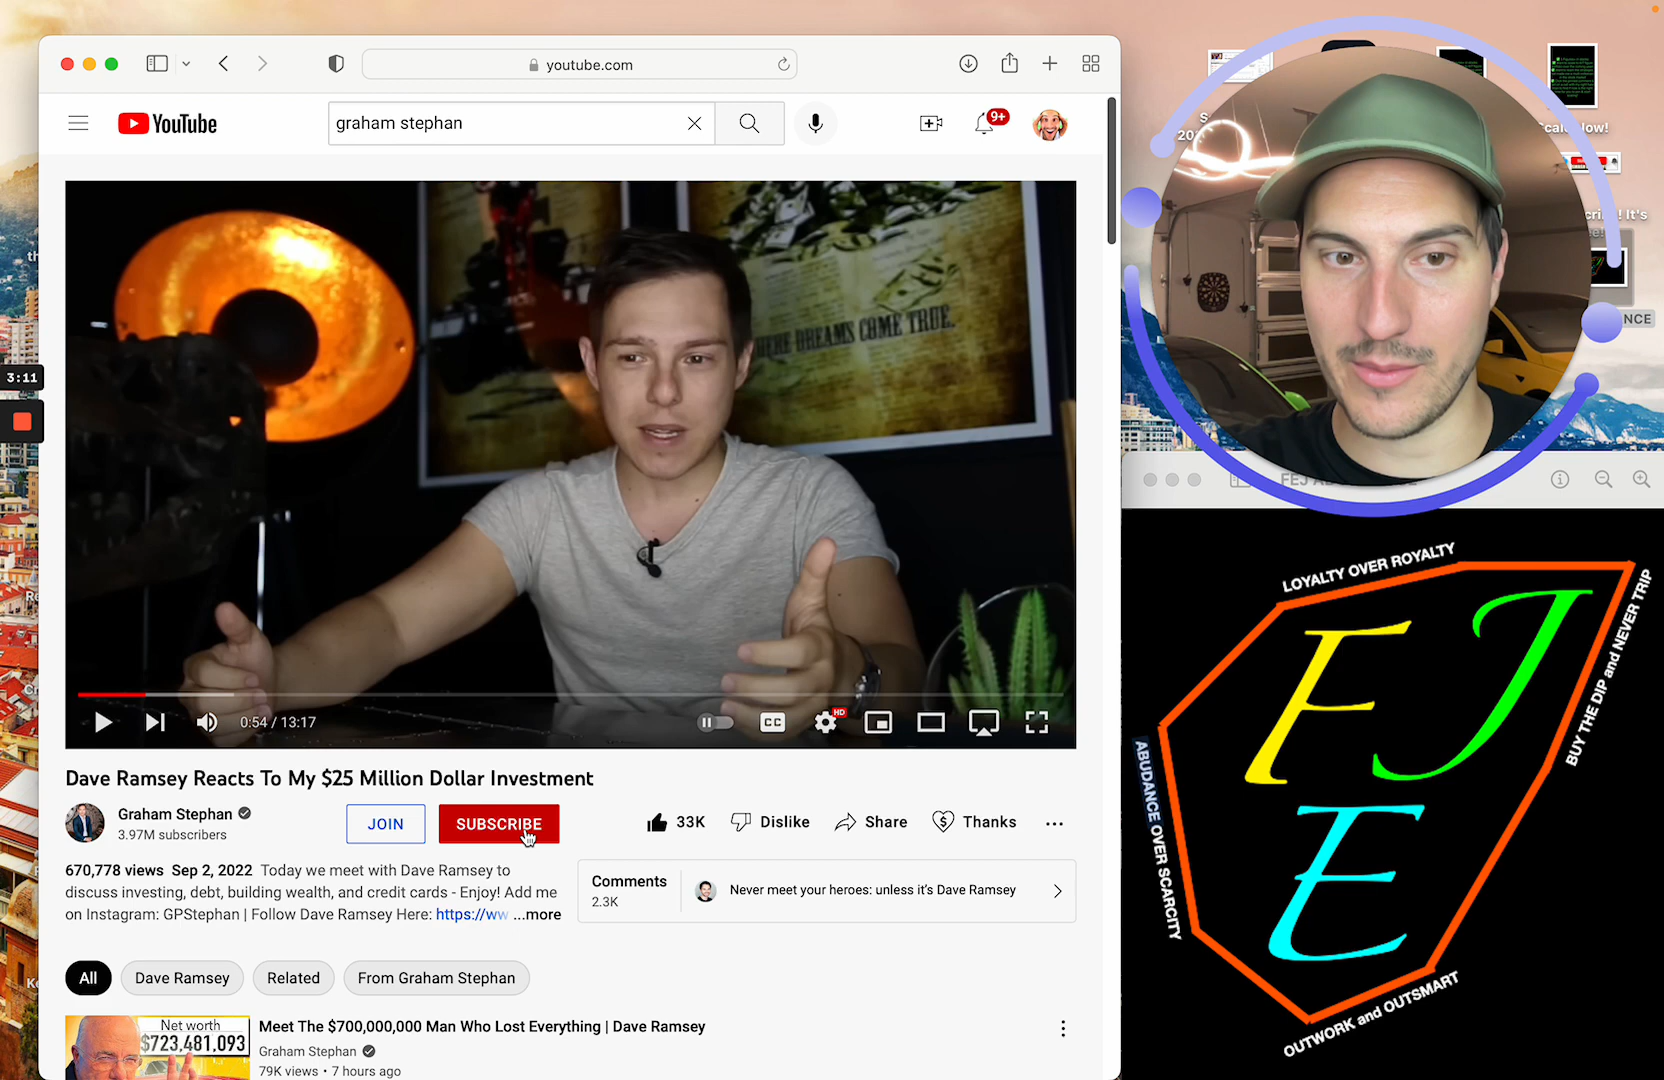 youtube.com
YouTube
graham stephan
9+
HERE DREAMS COME TRUE.
3:11
0:54 / 13:17
CC
HD
Dave Ramsey Reacts To My $25 Million Dollar Investment
Graham Stephan
3.97M subscribers
JOIN
SUBSCRIBE
33K
Dislike
Share
Thanks
670,778 views Sep 2, 2022 Today we meet with Dave Ramsey to
discuss investing, debt, building wealth, and credit cards - Enjoy! Add me
on Instagram: GPStephan | Follow Dave Ramsey Here: https://ww ...more
Comments
2.3K
Never meet your heroes: unless it's Dave Ramsey
All
Dave Ramsey
Related
From Graham Stephan
Net worth
$723,481,093
Meet The $700,000,000 Man Who Lost Everything | Dave Ramsey
Graham Stephan
79K views • 7 hours ago
NCE
LOYALTY OVER ROYALTY
BUY THE DIP and NEVER TRIP
ABUDANCE OVER SCARCITY
OUTWORK and OUTSMART
FJ
E